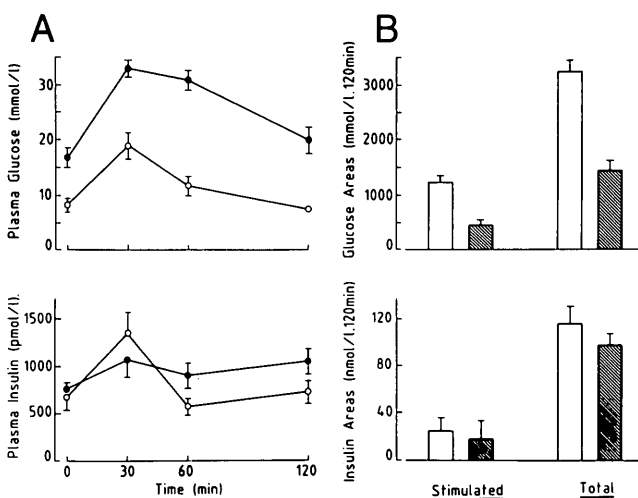 A
Plasma Glucose (mmol/l)
30
20
10
0
Plasma Insulin (pmol/l).
1500
1000
500
0
0 30 60 120
Time (min)
B
Glucose Areas (mmol/l.120min)
3000
2000
1000
0
Insulin Areas (nmol/l.120min)
120
80
40
0
Stimulated Total